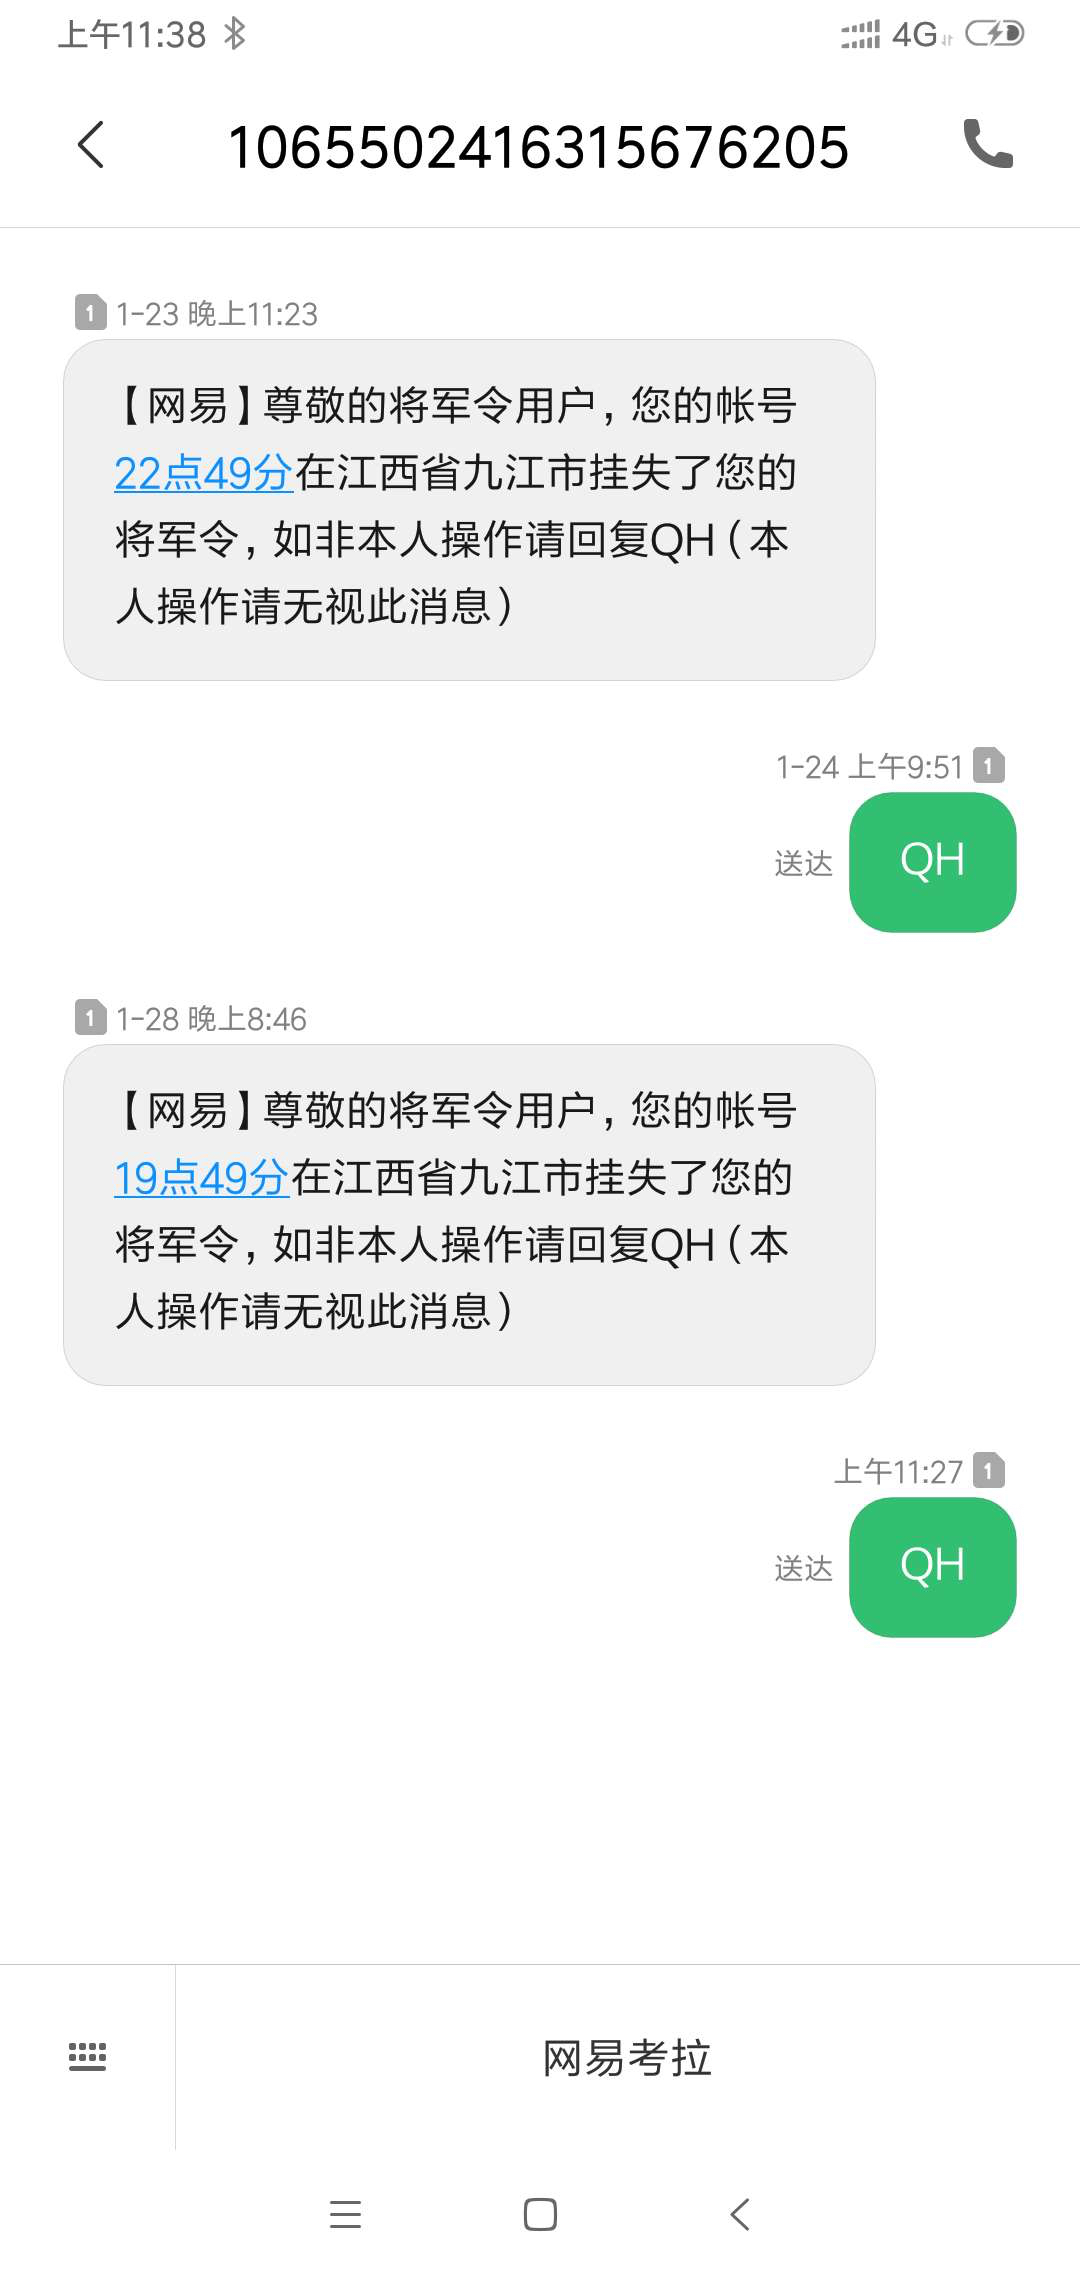 上午11:38
4G
1065502416315676205
1
1-23 晚上11:23
【网易】尊敬的将军令用户，您的帐号
22点49分在江西省九江市挂失了您的
将军令，如非本人操作请回复QH（本
人操作请无视此消息）
1-24 上午9:51
1
送达
QH
1
1-28 晚上8:46
【网易】尊敬的将军令用户，您的帐号
19点49分在江西省九江市挂失了您的
将军令，如非本人操作请回复QH（本
人操作请无视此消息）
上午11:27
1
送达
QH
网易考拉